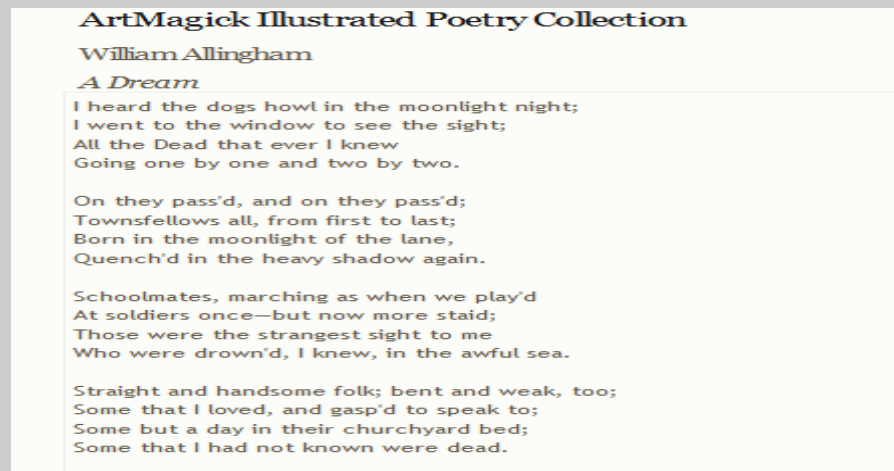 ArtMagick Illustrated Poetry Collection
William Allingham
A Dream
I heard the dogs howl in the moonlight night;
I went to the window to see the sight;
All the Dead that ever I knew
Going one by one and two by two.
On they pass'd, and on they pass'd;
Townsfellows all, from first to last;
Born in the moonlight of the lane,
Quench'd in the heavy shadow again.
Schoolmates, marching as when we play'd
At soldiers once—but now more staid;
Those were the strangest sight to me
Who were drown'd, I knew, in the awful sea.
Straight and handsome folk; bent and weak, too;
Some that I loved, and gasp'd to speak to;
Some but a day in their churchyard bed;
Some that I had not known were dead.